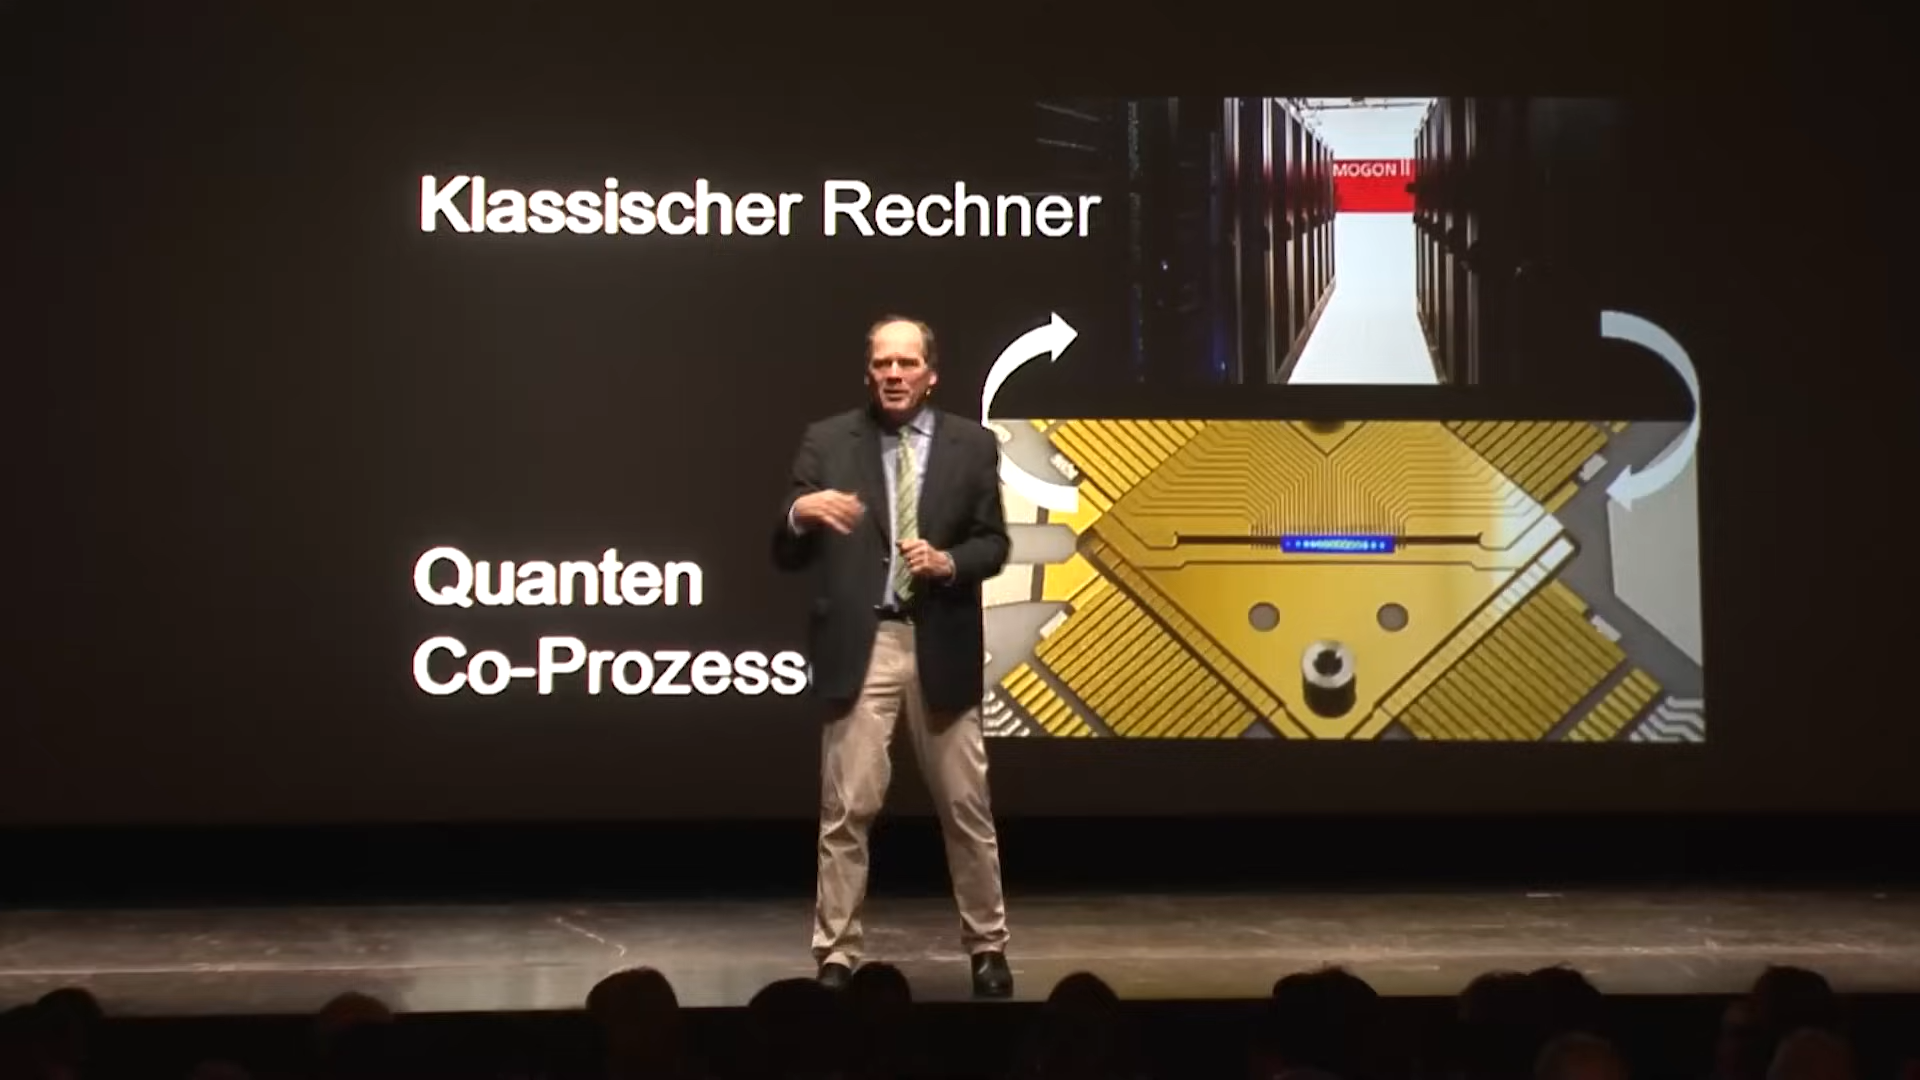 Klassischer Rechner
MOGON II
Quanten
Co-Prozess